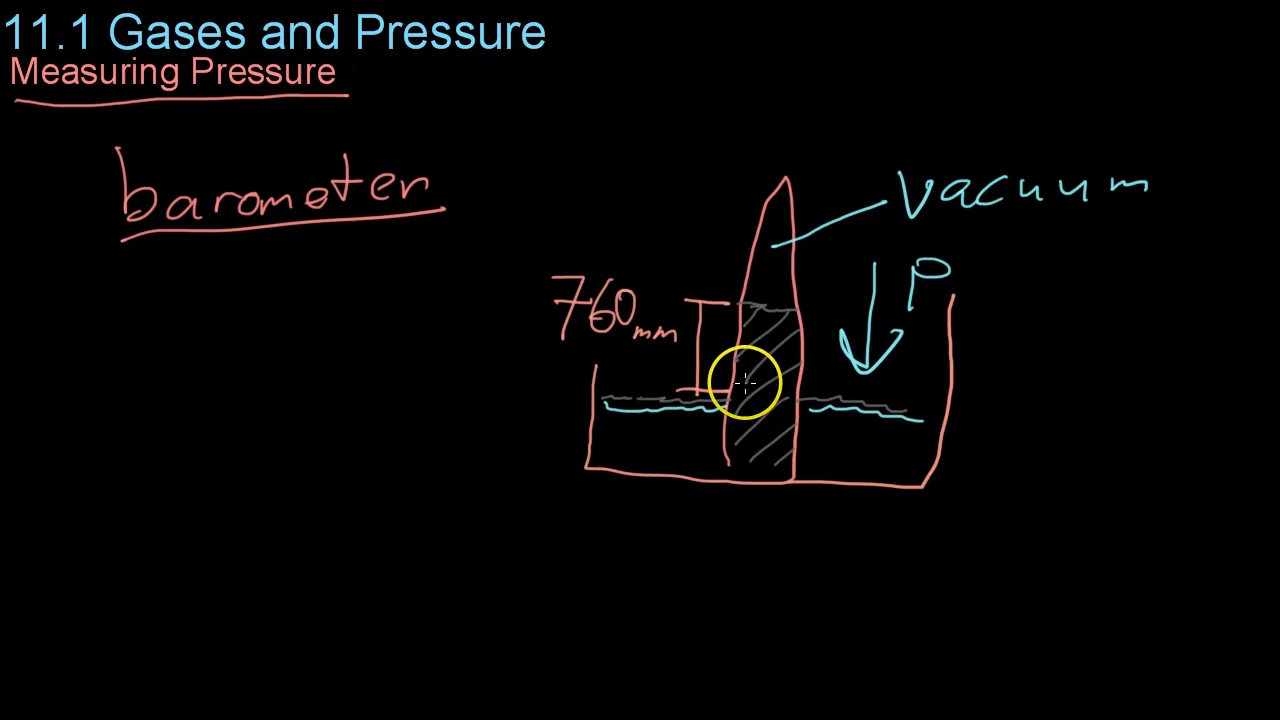 11.1 Gases and Pressure
Measuring Pressure
barometer
vacuum
P
760mm